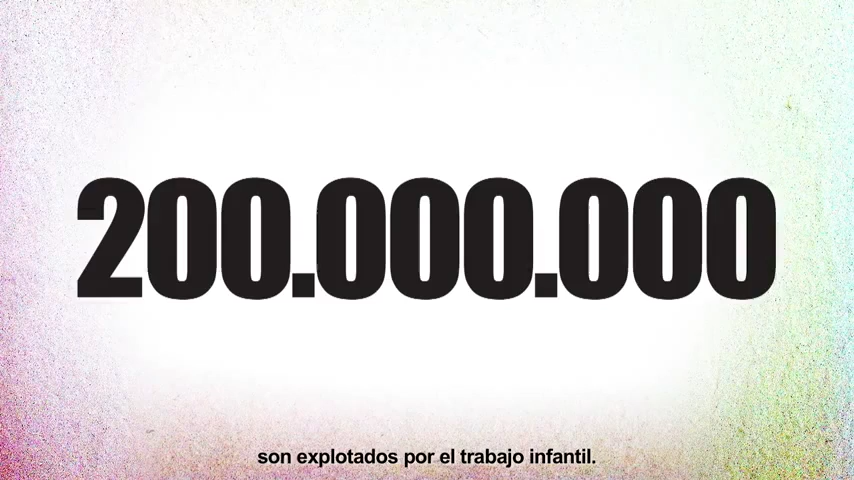 200.000.000
son explotados por el trabajo infantil.